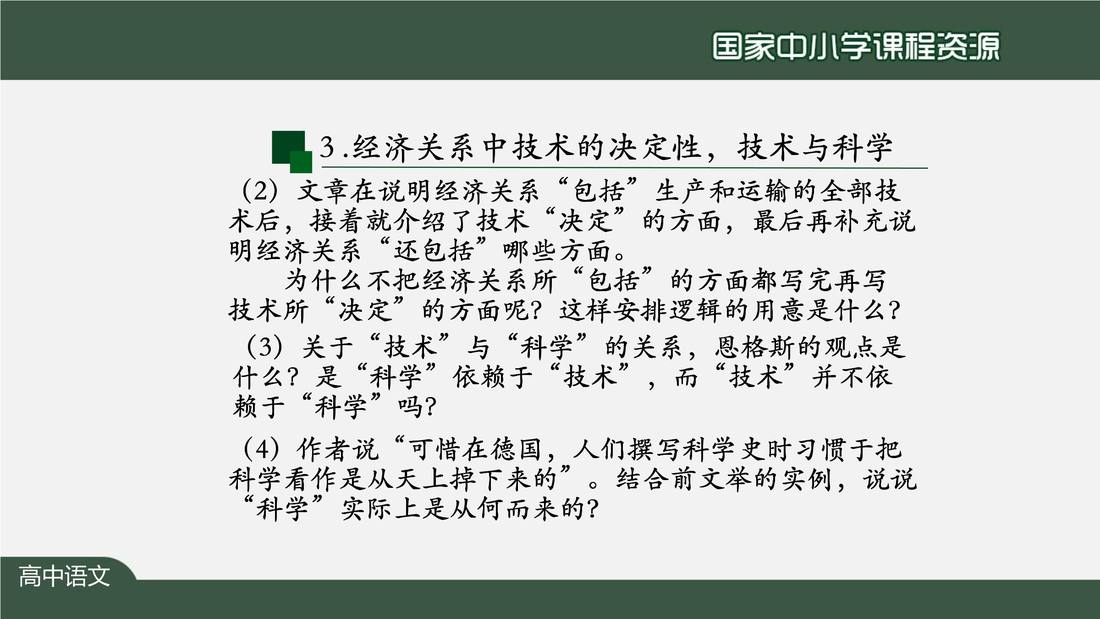 国家中小学课程资源
3.经济关系中技术的决定性，技术与科学
（2）文章在说明经济关系“包括”生产和运输的全部技
术后，接着就介绍了技术“决定”的方面，最后再补充说
明经济关系“还包括”哪些方面。
为什么不把经济关系所“包括”的方面都写完再写
技术所“决定”的方面呢？这样安排逻辑的用意是什么？
（3）关于“技术”与“科学”的关系，恩格斯的观点是
什么？是“科学”依赖于“技术”，而“技术”并不依
赖于“科学”吗？
（4）作者说“可惜在德国，人们撰写科学史时习惯于把
科学看作是从天上掉下来的”。结合前文举的实例，说说
“科学”实际上是从何而来的？
高中语文